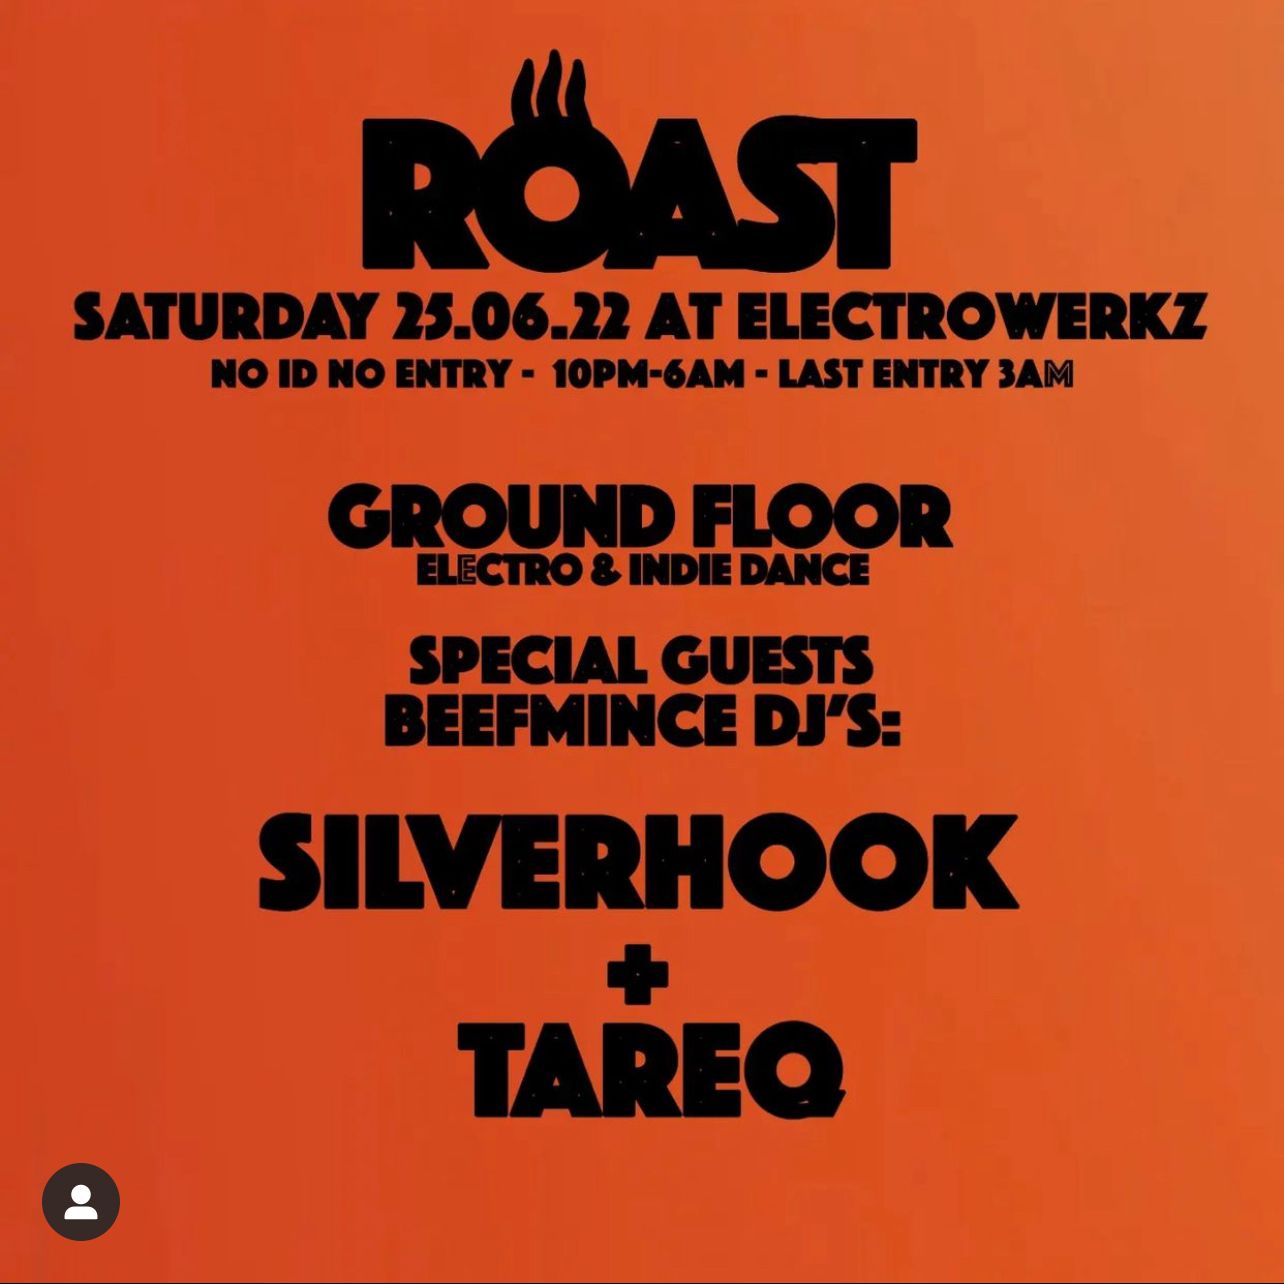 ROAST
SATURDAY 25.06.22 AT ELECTROWERKZ
NO ID NO ENTRY - 10PM-6AM - LAST ENTRY 3AM
GROUND FLOOR
ELECTRO & INDIE DANCE
SPECIAL GUESTS
BEEFMINCE DJ'S:
SILVERHOOK
+
TAREQ